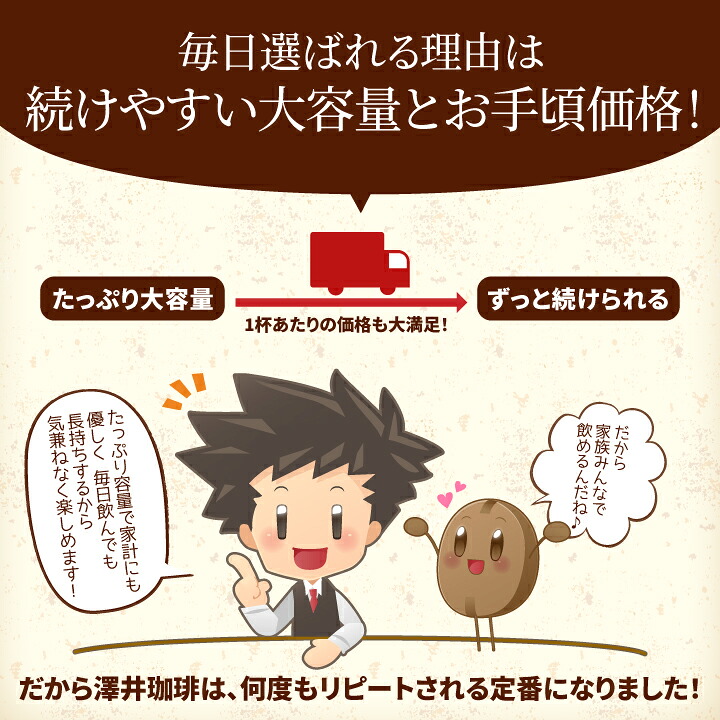 毎日選ばれる理由は
続けやすい大容量とお手頃価格！
たっぷり大容量
1杯あたりの価格も大満足！
ずっと続けられる
たっぷり容量で家計にも
優しく 毎日飲んでも
長持ちするから
気兼ねなく楽しめます！
だから
家族みんなで
飲めるんだね♪
だから澤井珈琲は、何度もリピートされる定番になりました！